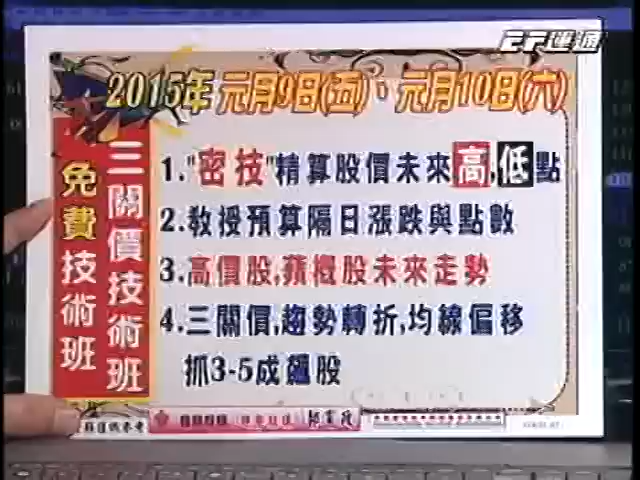 運通
2015年 元月9日(五)、元月10日(六)
三關價技術班
免費技術班
1."密技"精算股價未來高,低點
2.教授預算隔日漲跌與點數
3.高價股,蘋概股未來走勢
4.三關價,趨勢轉折,均線偏移
抓3-5成飆股